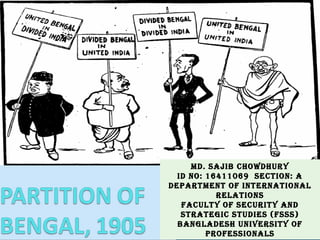 UNITED BENGAL
IN
DIVIDED INDIA
DIVIDED BENGAL
IN
UNITED INDIA
DIVIDED BENGAL
IN
DIVIDED INDIA
UNITED BENGAL
IN
UNITED INDIA
MD. SAJIB CHOWDHURY
ID NO: 16411069 SECTION: A
DEPARTMENT OF INTERNATIONAL
RELATIONS
FACULTY OF SECURITY AND
STRATEGIC STUDIES (FSSS)
BANGLADESH UNIVERSITY OF
PROFESSIONALS
PARTITION OF
BENGAL, 1905